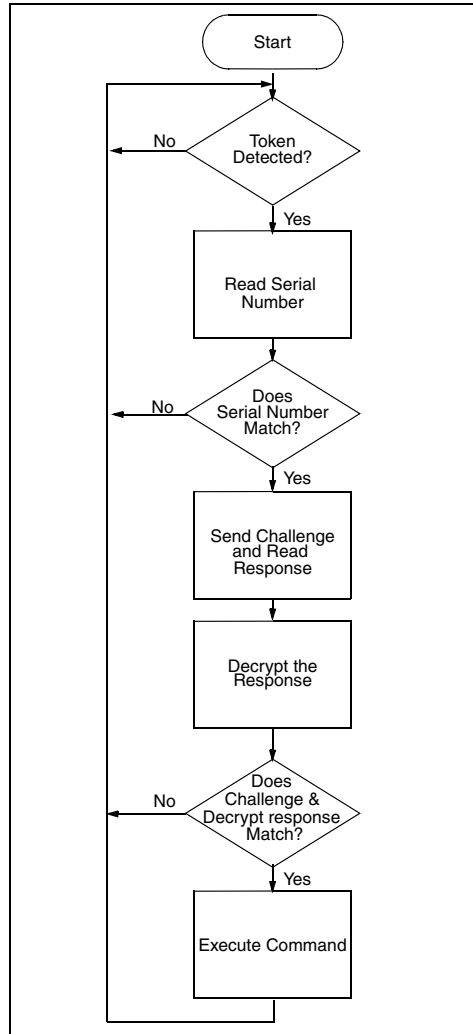 Start
No
Token
Detected?
Yes
Read Serial
Number
No
Does
Serial Number
Match?
Yes
Send Challenge
and Read
Response
Decrypt the
Response
No
Does
Challenge &
Decrypt response
Match?
Yes
Execute Command